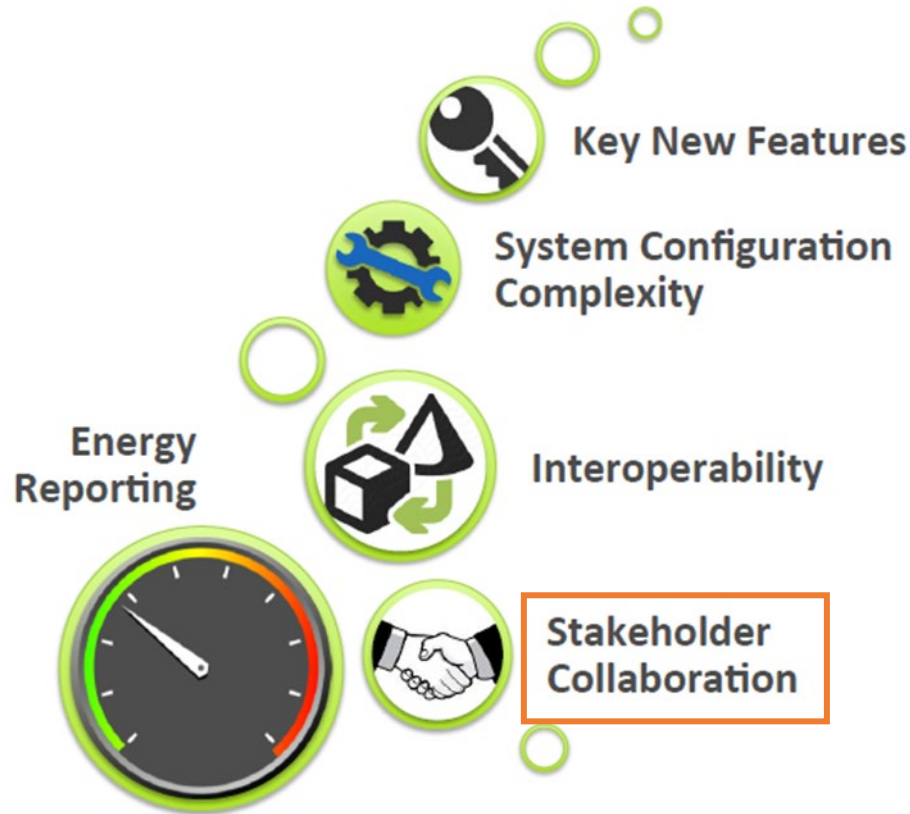 Key New Features
System Configuration
Complexity
Energy
Reporting
Interoperability
Stakeholder
Collaboration